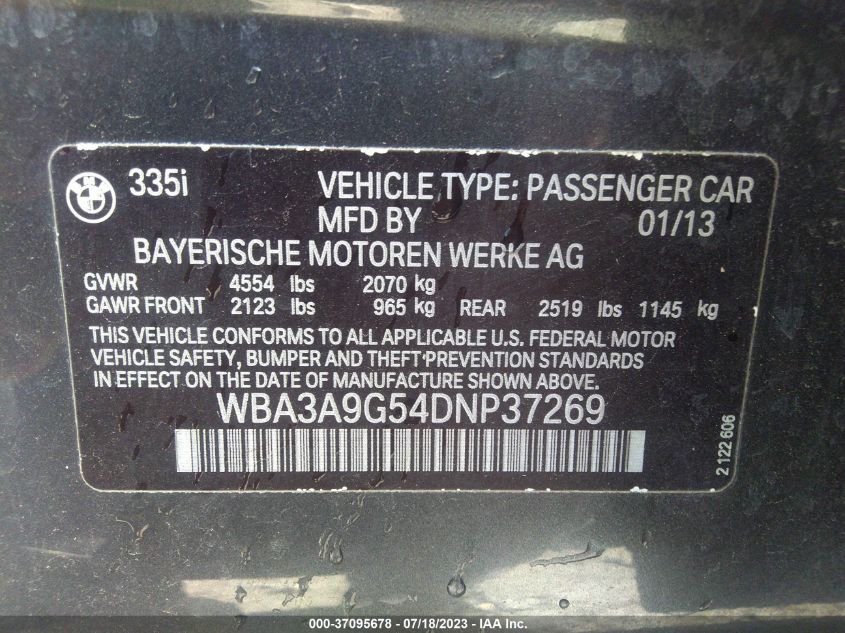 335i VEHICLE TYPE: PASSENGER CAR
MFD BY 01/13
BAYERISCHE MOTOREN WERKE AG
GVWR 4554 lbs 2070 kg
GAWR FRONT 2123 lbs 965 kg REAR 2519 lbs 1145 kg
THIS VEHICLE CONFORMS TO ALL APPLICABLE U.S. FEDERAL MOTOR
VEHICLE SAFETY, BUMPER AND THEFT PREVENTION STANDARDS
IN EFFECT ON THE DATE OF MANUFACTURE SHOWN ABOVE.
WBA3A9G54DNP37269
2 122 606
000-37095678 - 07/18/2023 - IAA Inc.